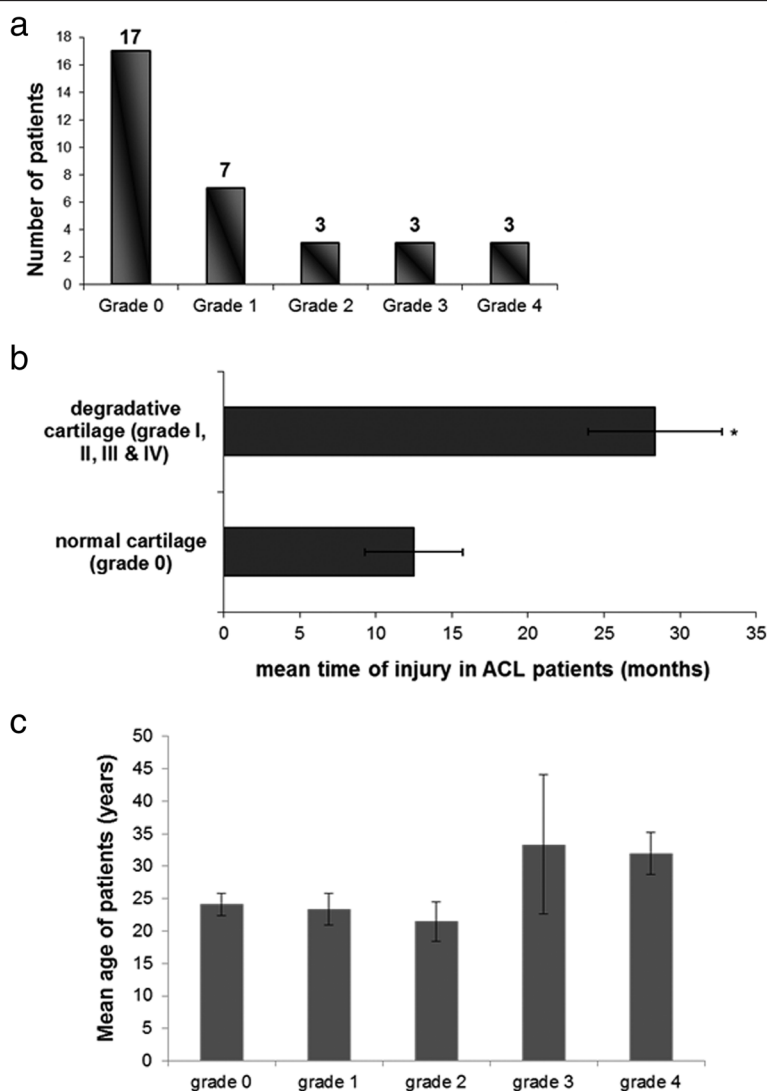 a
Number of patients
18
16
14
12
10
8
6
4
2
0
17
7
3
3
3
Grade 0 Grade 1 Grade 2 Grade 3 Grade 4
b
degradative
cartilage (grade I,
II, III & IV)
*
normal cartilage
(grade 0)
0 5 10 15 20 25 30 35
mean time of injury in ACL patients (months)
c
Mean age of patients (years)
50
45
40
35
30
25
20
15
10
5
0
grade 0 grade 1 grade 2 grade 3 grade 4